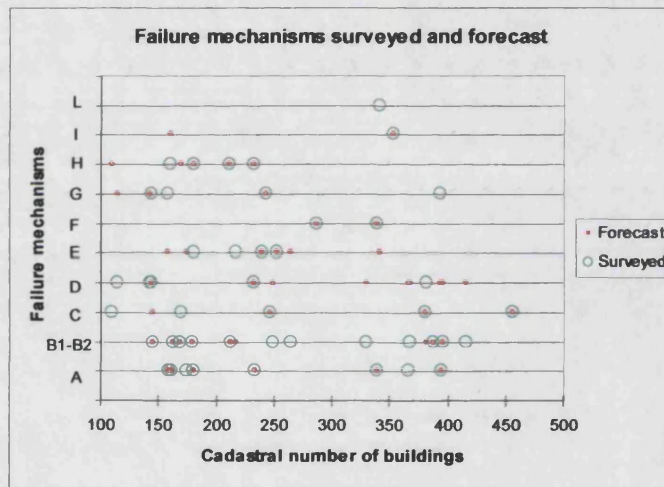 Failure mechanisms surveyed and forecast
Failure mechanisms
L
I
H
G
F
E
D
C
B1-B2
A
100 150 200 250 300 350 400 450 500
Cadastral number of buildings
Forecast
Surveyed